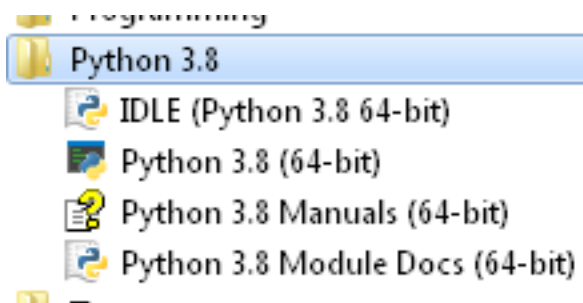 Programming
Python 3.8
IDLE (Python 3.8 64-bit)
Python 3.8 (64-bit)
Python 3.8 Manuals (64-bit)
Python 3.8 Module Docs (64-bit)